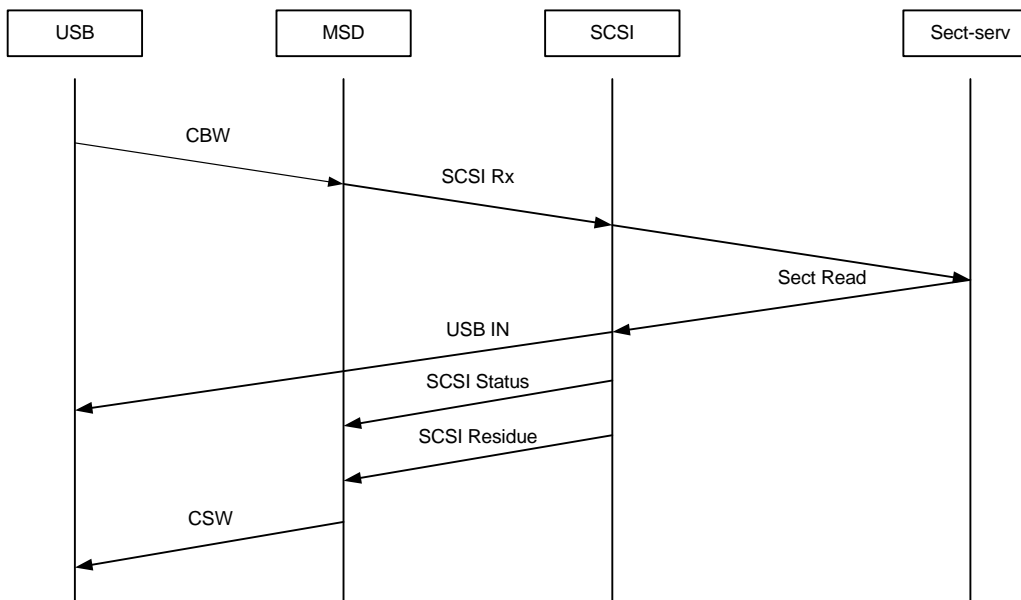 USB
MSD
SCSI
Sect-serv
CBW
SCSI Rx
Sect Read
USB IN
SCSI Status
SCSI Residue
CSW